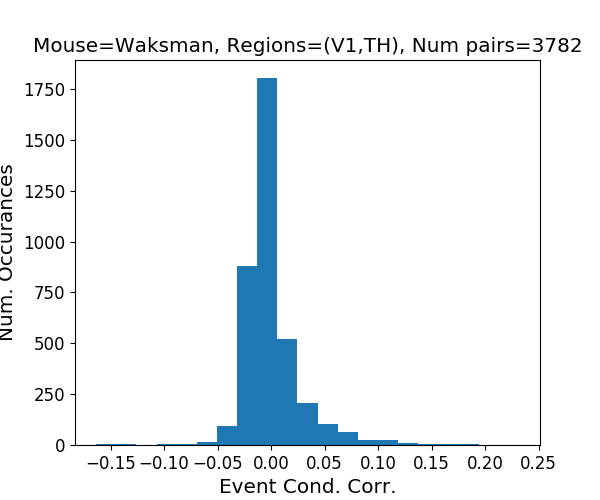 Mouse=Waksman, Regions=(V1,TH), Num pairs=3782
1750
1500
1250
1000
750
500
250
0
Num. Occurances
−0.15 −0.10 −0.05 0.00 0.05 0.10 0.15 0.20 0.25
Event Cond. Corr.